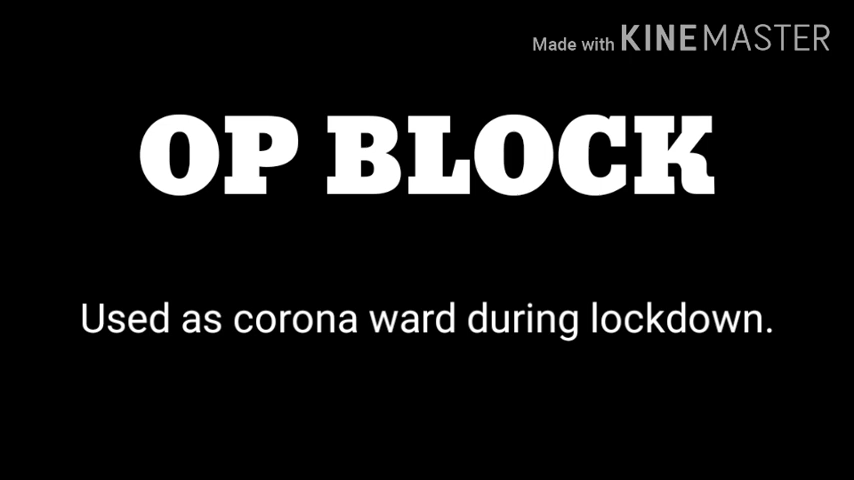 Made with KINEMASTER
OP BLOCK
Used as corona ward during lockdown.